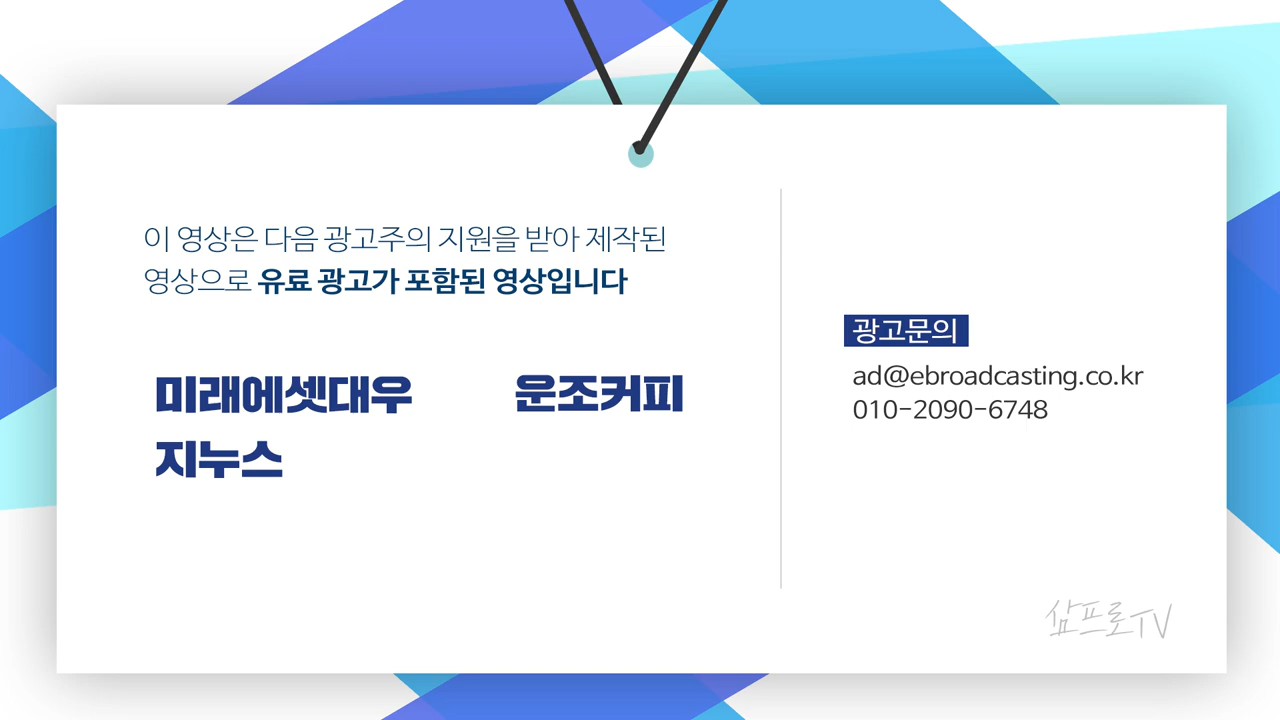 이 영상은 다음 광고주의 지원을 받아 제작된
영상으로 유료 광고가 포함된 영상입니다
미래에셋대우 운조커피
지누스
광고문의
ad@ebroadcasting.co.kr
010-2090-6748
삼프로TV